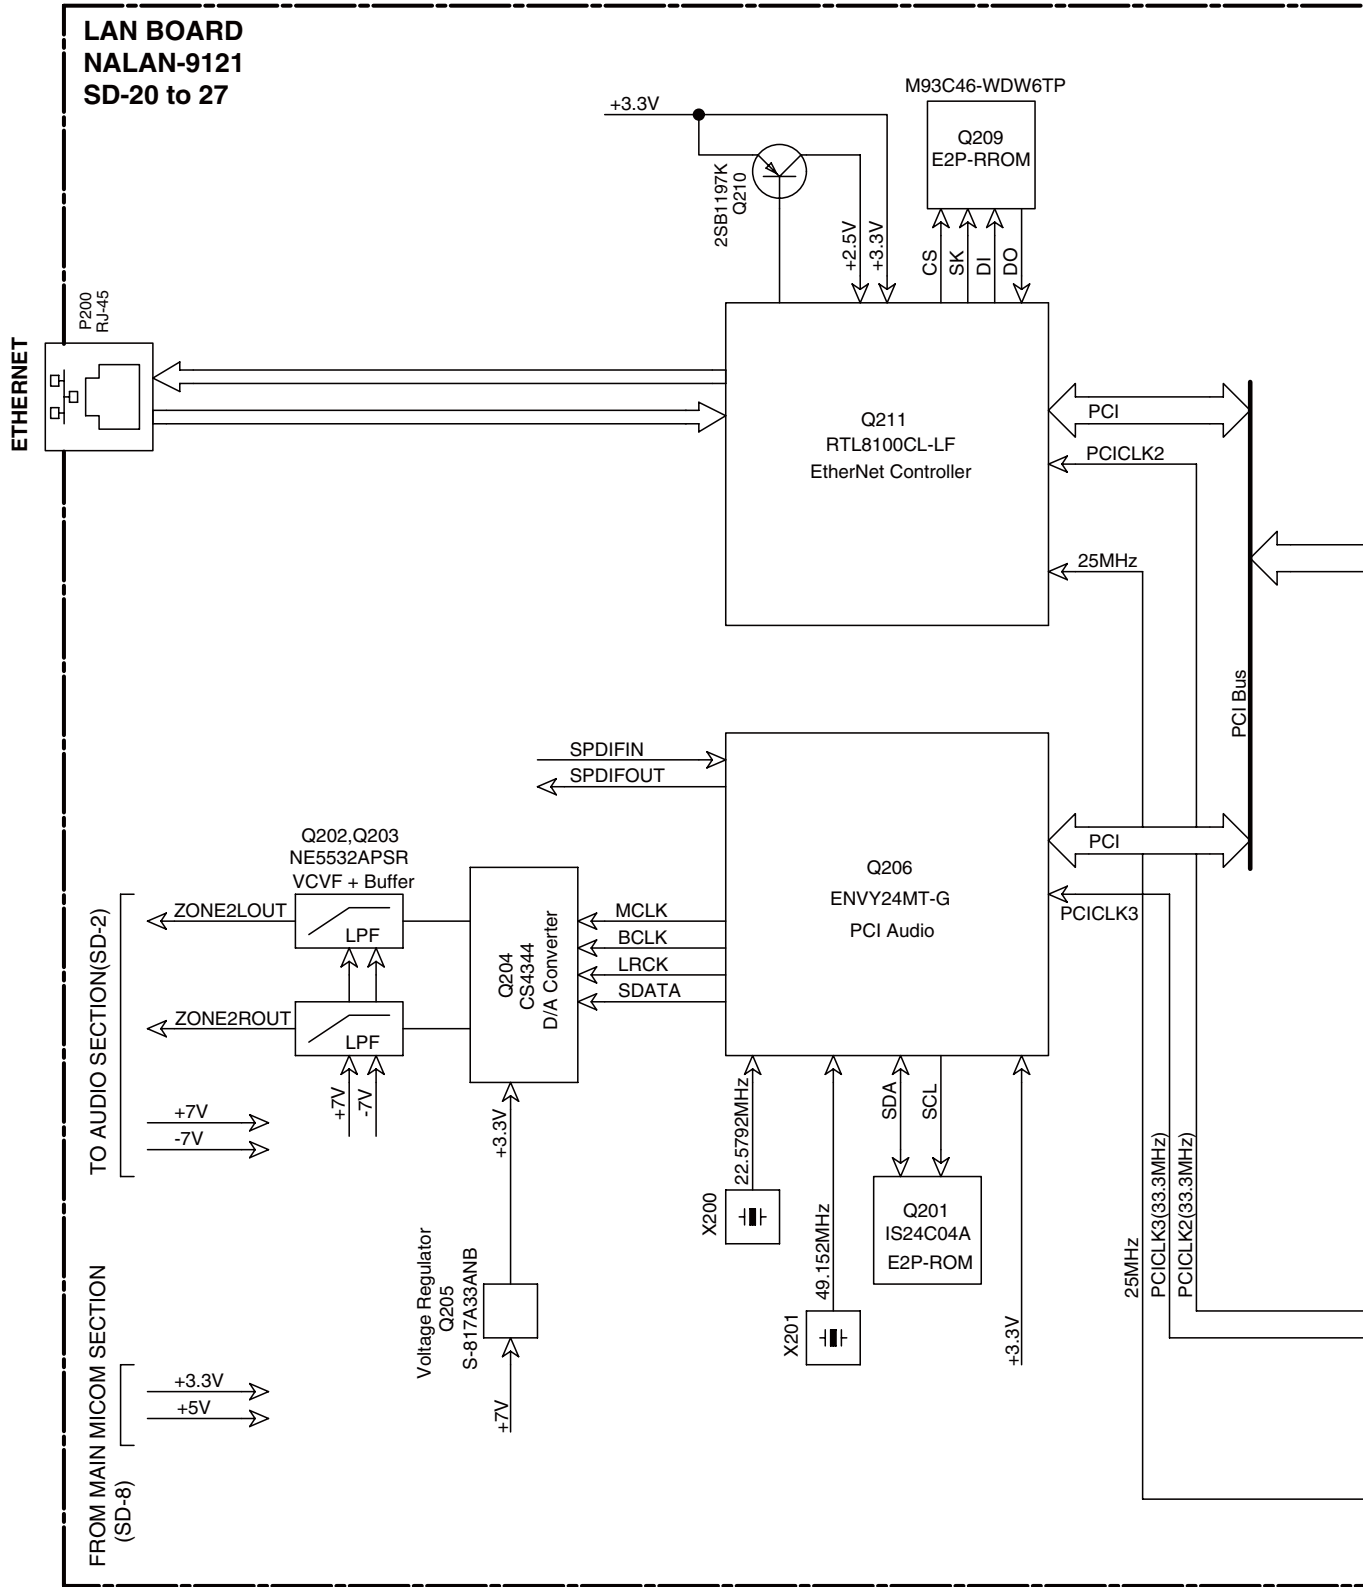 LAN BOARD
NALAN-9121
SD-20 to 27
+3.3V
2SB1197K
Q210
+2.5V
+3.3V
M93C46-WDW6TP
Q209
E2P-RROM
CS
SK
DI
DO
ETHERNET
P200
RJ-45
Q211
RTL8100CL-LF
EtherNet Controller
PCI
PCICLK2
25MHz
PCI Bus
SPDIFIN
SPDIFOUT
Q206
ENVY24MT-G
PCI Audio
PCI
PCICLK3
Q202,Q203
NE5532APSR
VCVF + Buffer
LPF
LPF
ZONE2LOUT
ZONE2ROUT
Q204
CS4344
D/A Converter
MCLK
BCLK
LRCK
SDATA
TO AUDIO SECTION(SD-2)
+7V
-7V
+7V
-7V
+3.3V
Voltage Regulator
Q205
S-817A33ANB
+7V
X200
22.5792MHz
X201
49.152MHz
SDA
SCL
Q201
IS24C04A
E2P-ROM
+3.3V
25MHz
PCICLK3(33.3MHz)
PCICLK2(33.3MHz)
FROM MAIN MICOM SECTION
(SD-8)
+3.3V
+5V